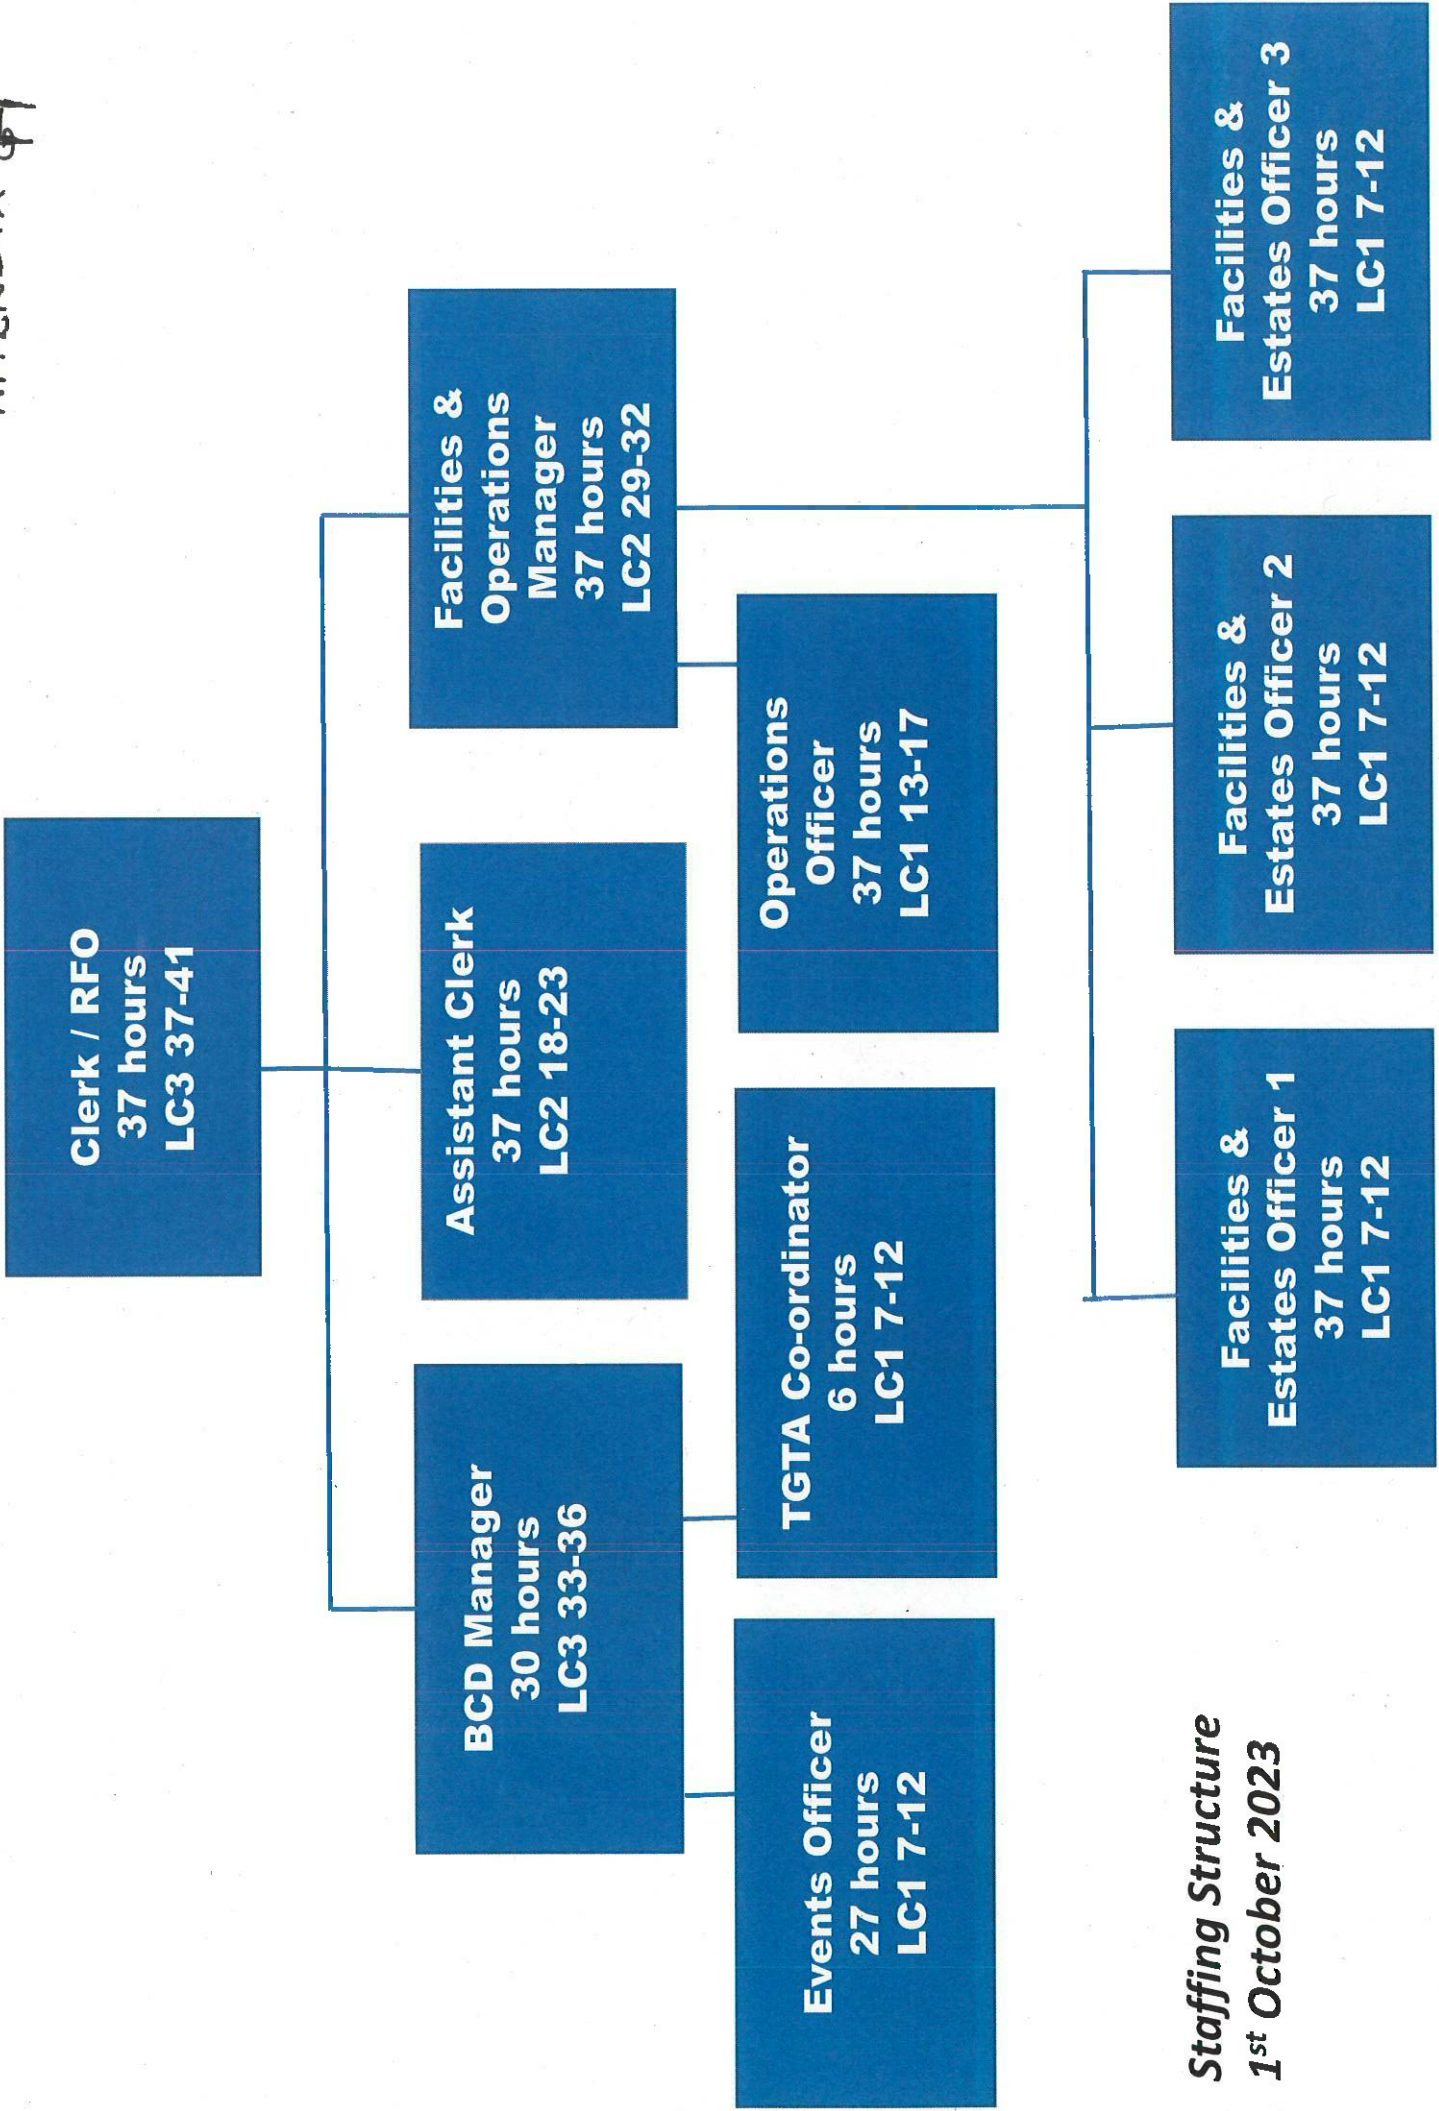 Clerk / RFO
37 hours
LC3 37-41
BCD Manager
30 hours
LC3 33-36
Assistant Clerk
37 hours
LC2 18-23
Facilities &
Operations
Manager
37 hours
LC2 29-32
Events Officer
27 hours
LC1 7-12
TGTA Co-ordinator
6 hours
LC1 7-12
Operations
Officer
37 hours
LC1 13-17
Facilities &
Estates Officer 1
37 hours
LC1 7-12
Facilities &
Estates Officer 2
37 hours
LC1 7-12
Facilities &
Estates Officer 3
37 hours
LC1 7-12
Staffing Structure
1st October 2023